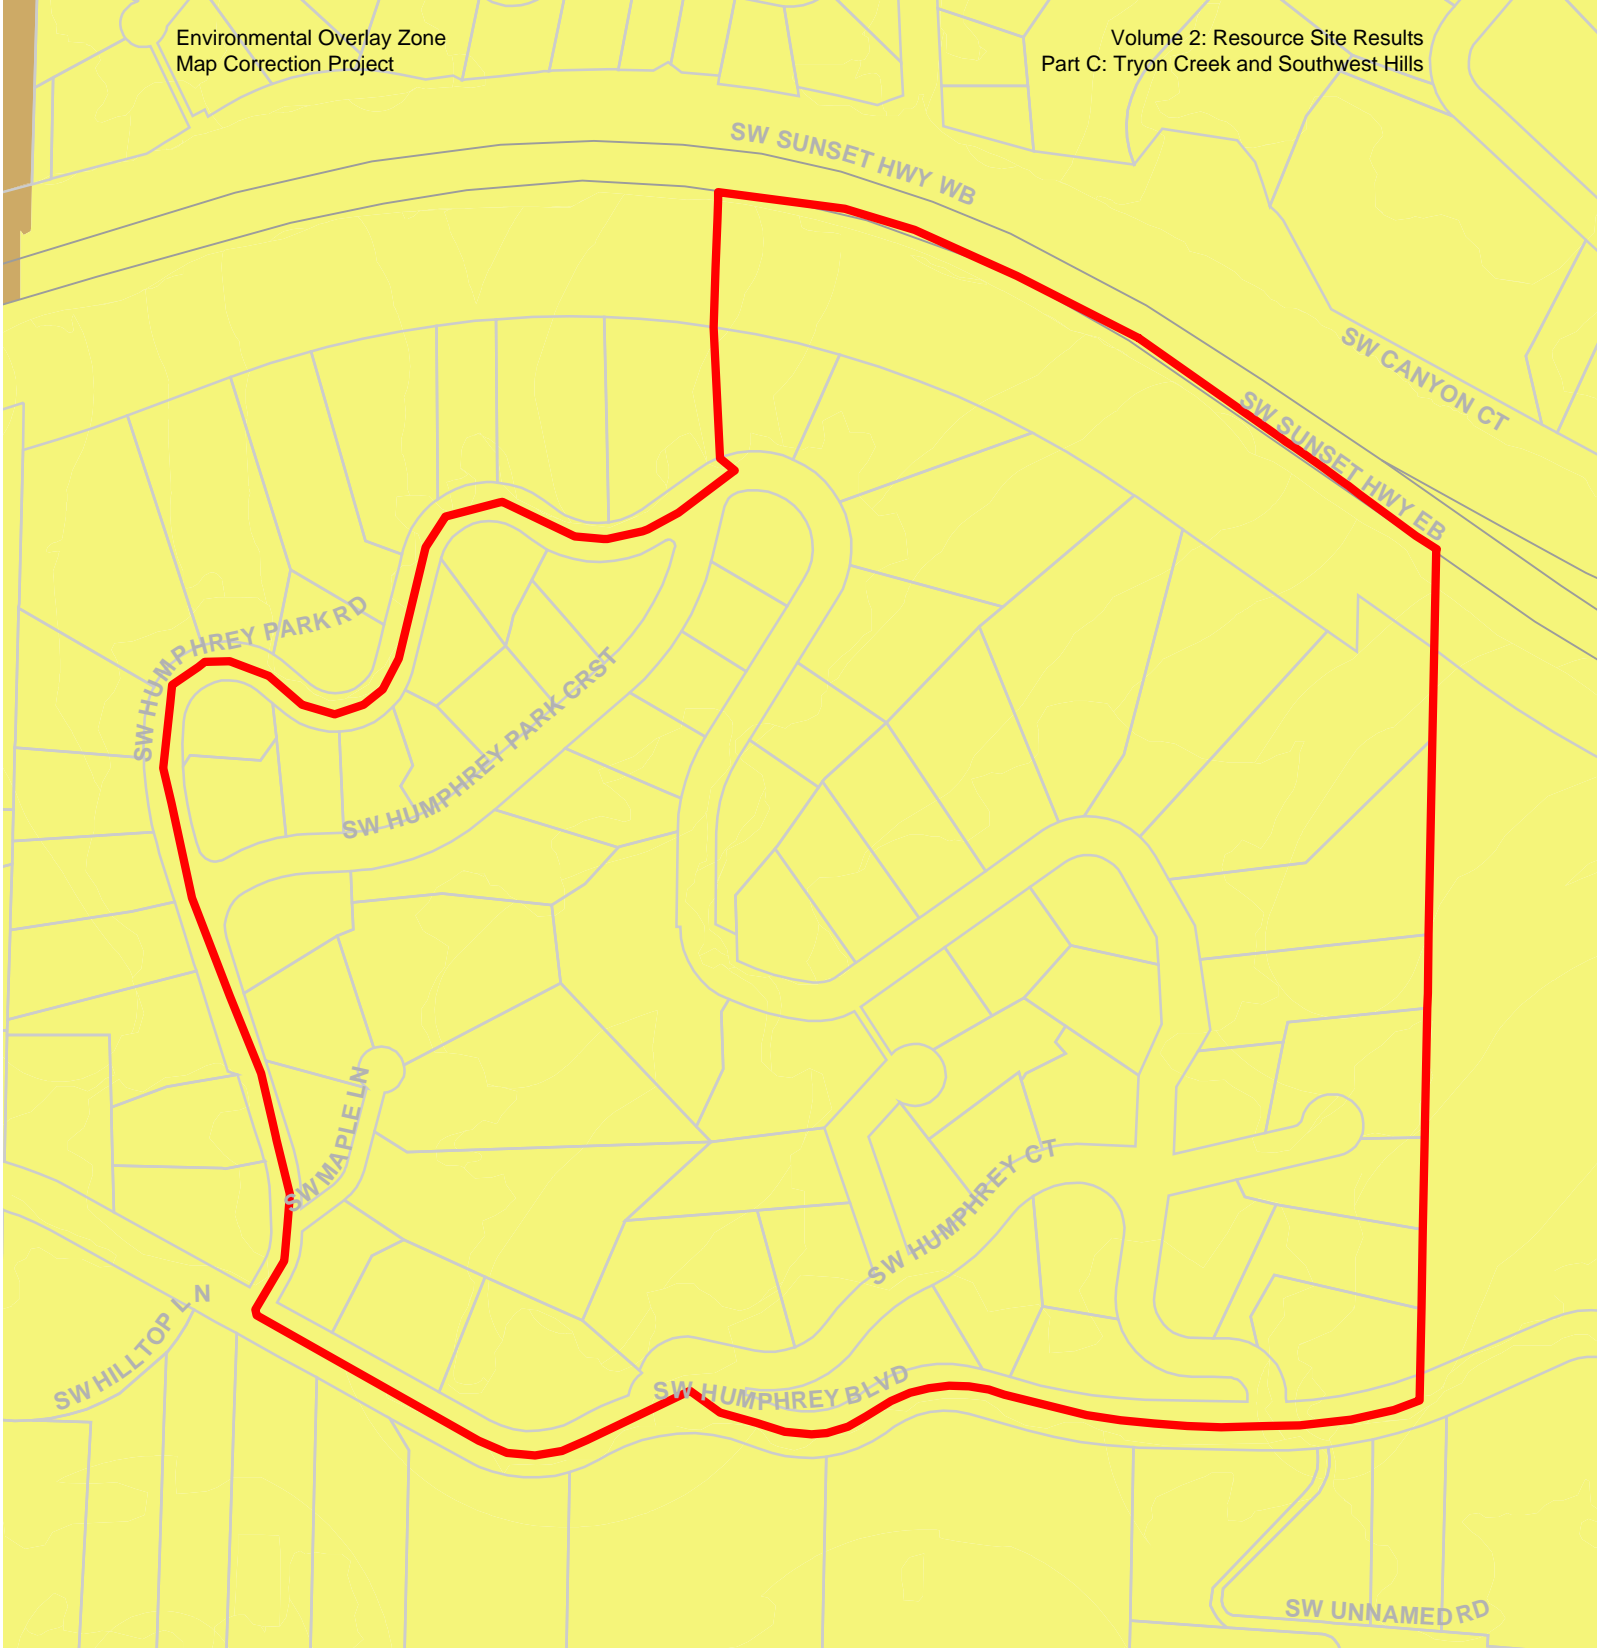 Environmental Overlay Zone
Map Correction Project
Volume 2: Resource Site Results
Part C: Tryon Creek and Southwest Hills
SW SUNSET HWY WB
SW CANYON CT
SW SUNSET HWY EB
SW HUMPHREY PARK RD
SW HUMPHREY PARK CRST
SW MAPLE LN
SW HUMPHREY CT
SW HILLTOP LN
SW HUMPHREY BLVD
SW UNNAMED RD